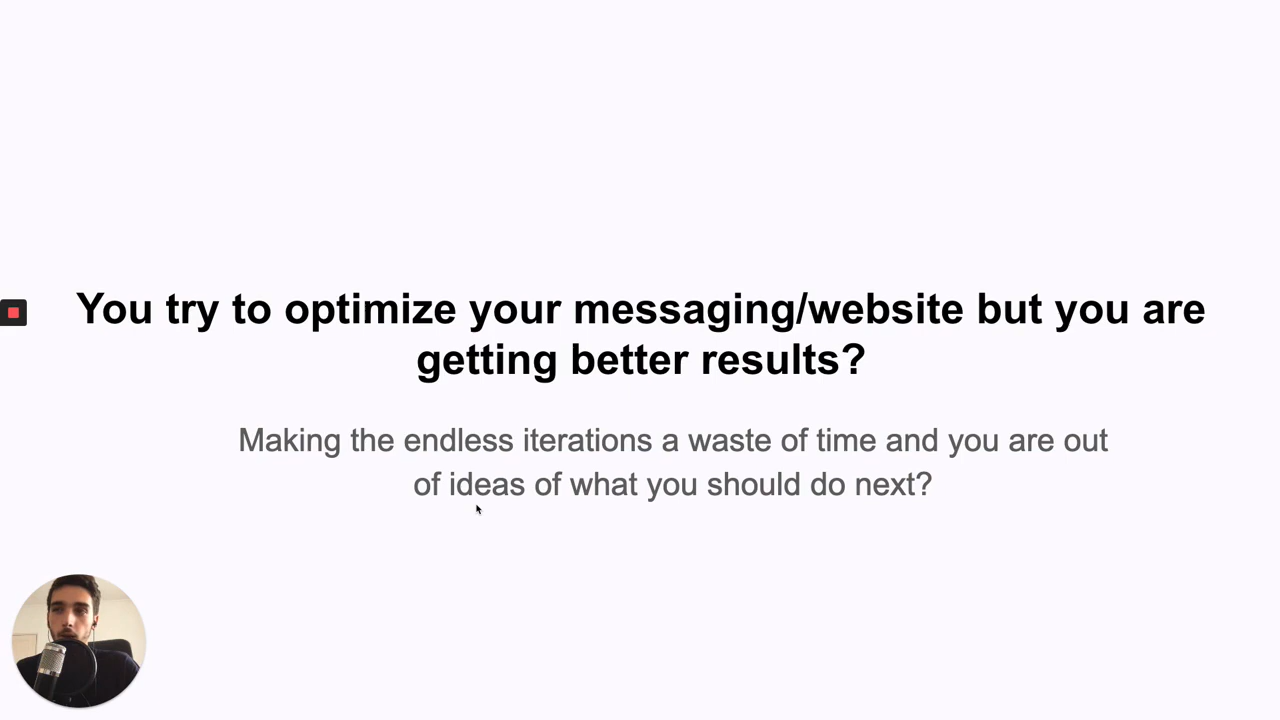 You try to optimize your messaging/website but you are
getting better results?
Making the endless iterations a waste of time and you are out
of ideas of what you should do next?